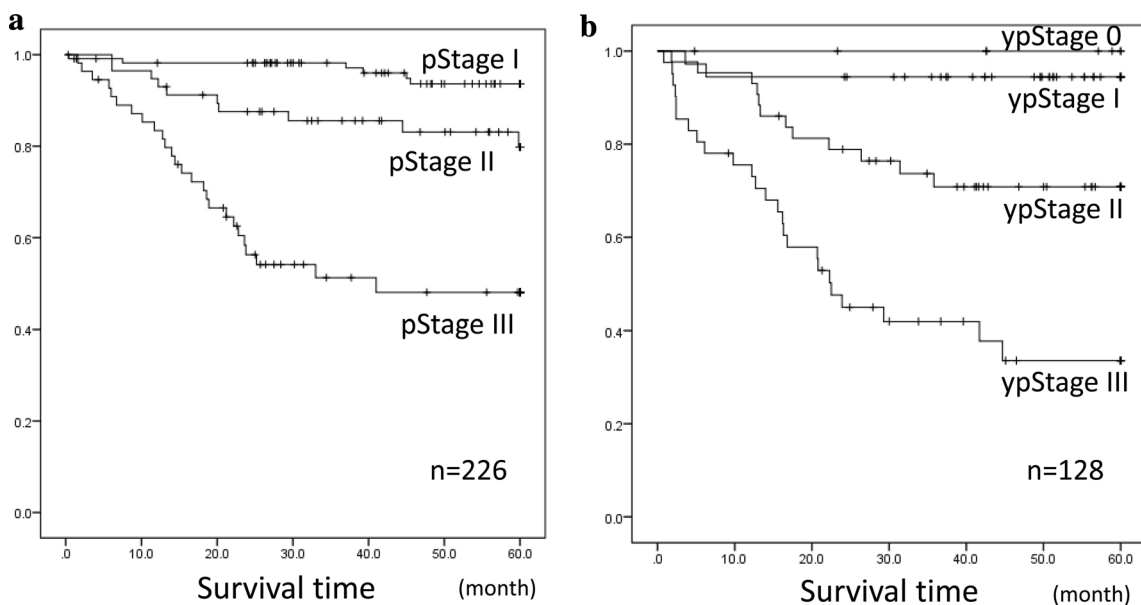 a
1.0
0.8
0.6
0.4
0.2
0.0
pStage I
pStage II
pStage III
n=226
.0 10.0 20.0 30.0 40.0 50.0 60.0
Survival time (month)
b
1.0
0.8
0.6
0.4
0.2
0.0
ypStage 0
ypStage I
ypStage II
ypStage III
n=128
.0 10.0 20.0 30.0 40.0 50.0 60.0
Survival time (month)